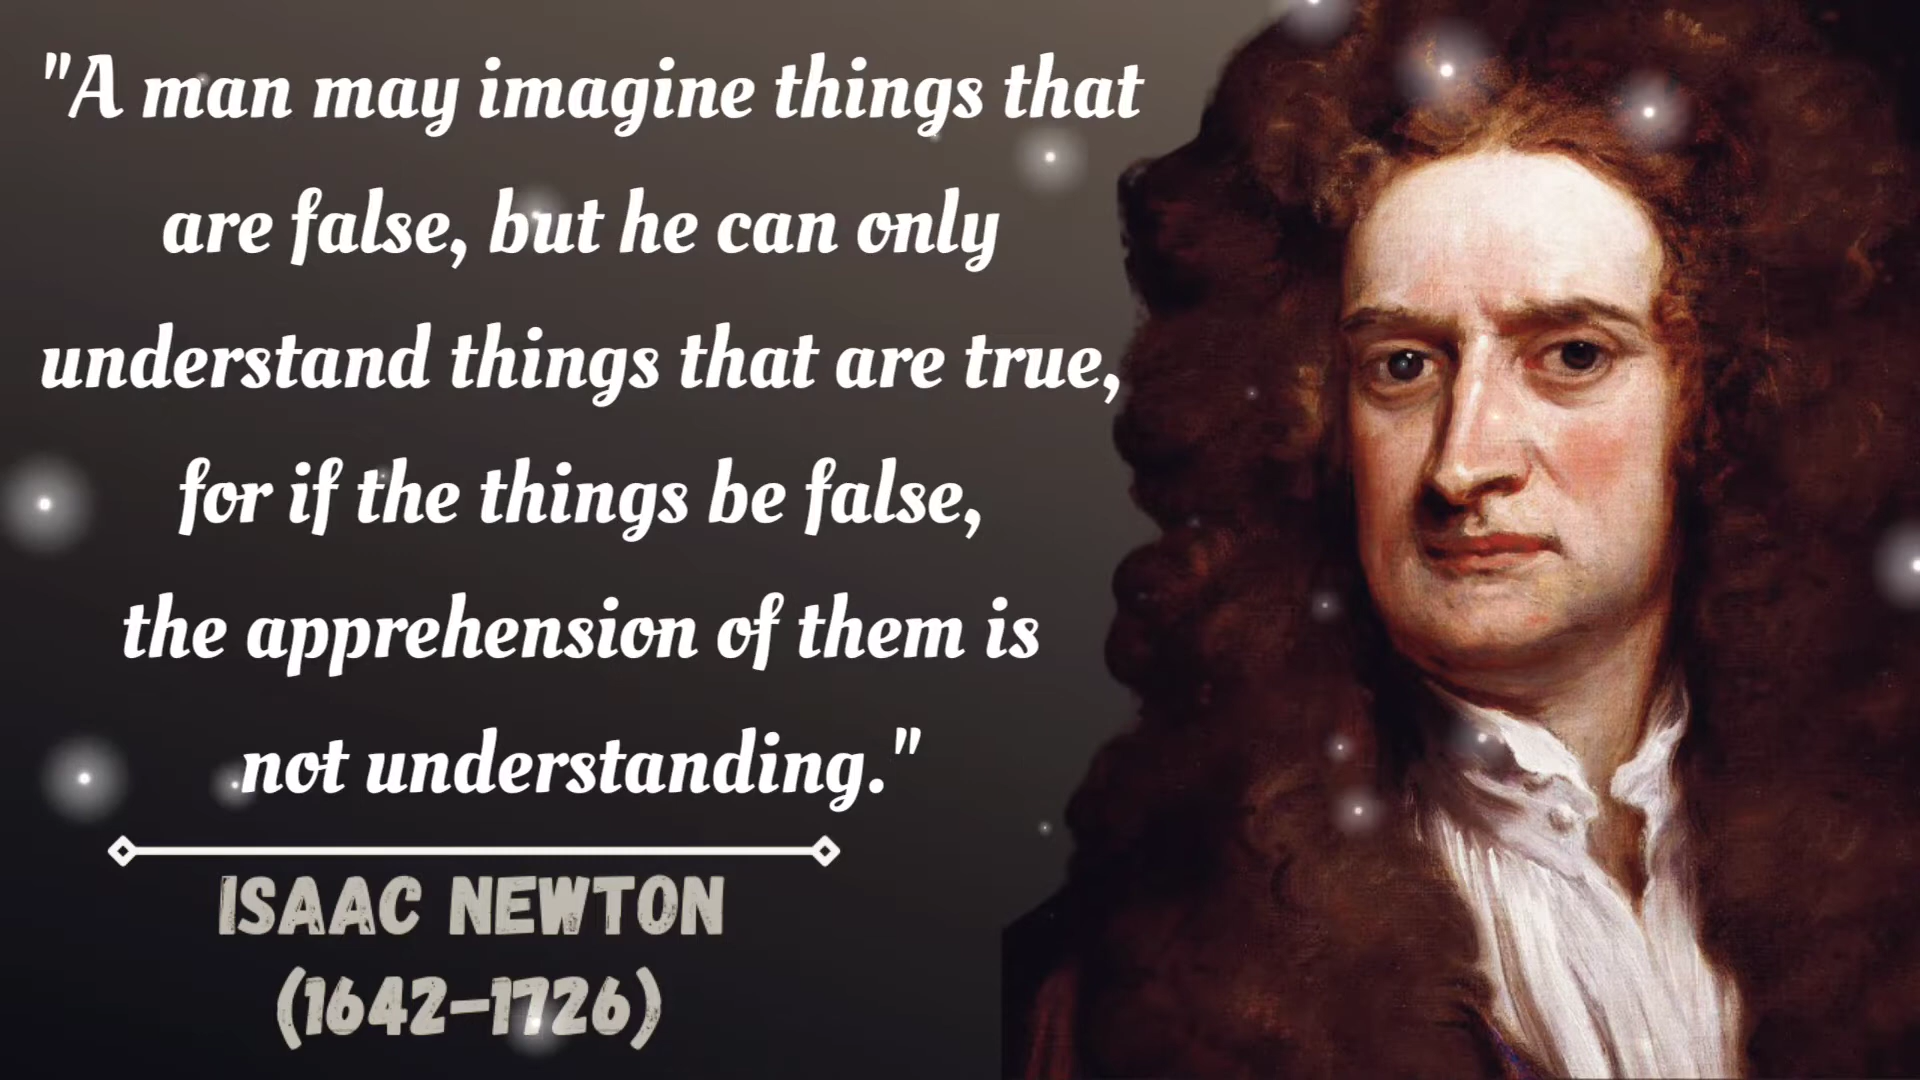 "A man may imagine things that
are false, but he can only
understand things that are true,
for if the things be false,
the apprehension of them is
not understanding."
ISAAC NEWTON
(1642-1726)